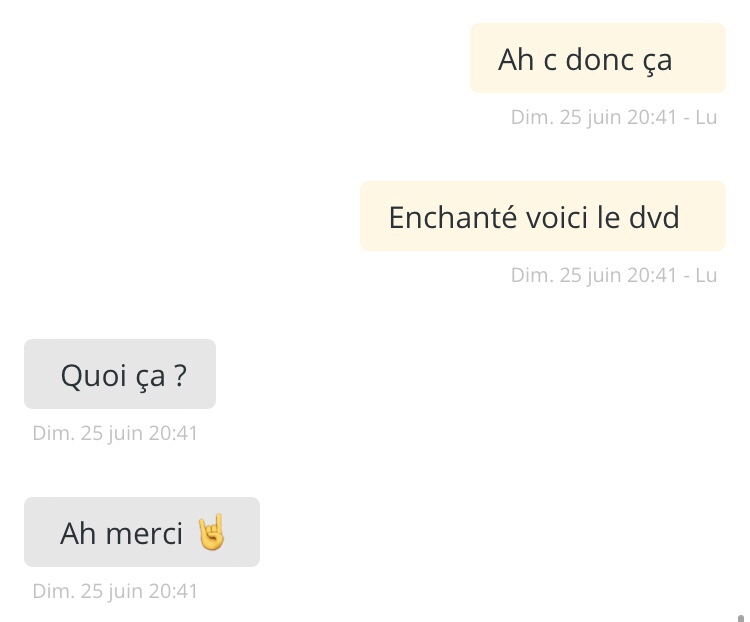 Ah c donc ça
Dim. 25 juin 20:41 - Lu
Enchanté voici le dvd
Dim. 25 juin 20:41 - Lu
Quoi ça ?
Dim. 25 juin 20:41
Ah merci 🤘
Dim. 25 juin 20:41